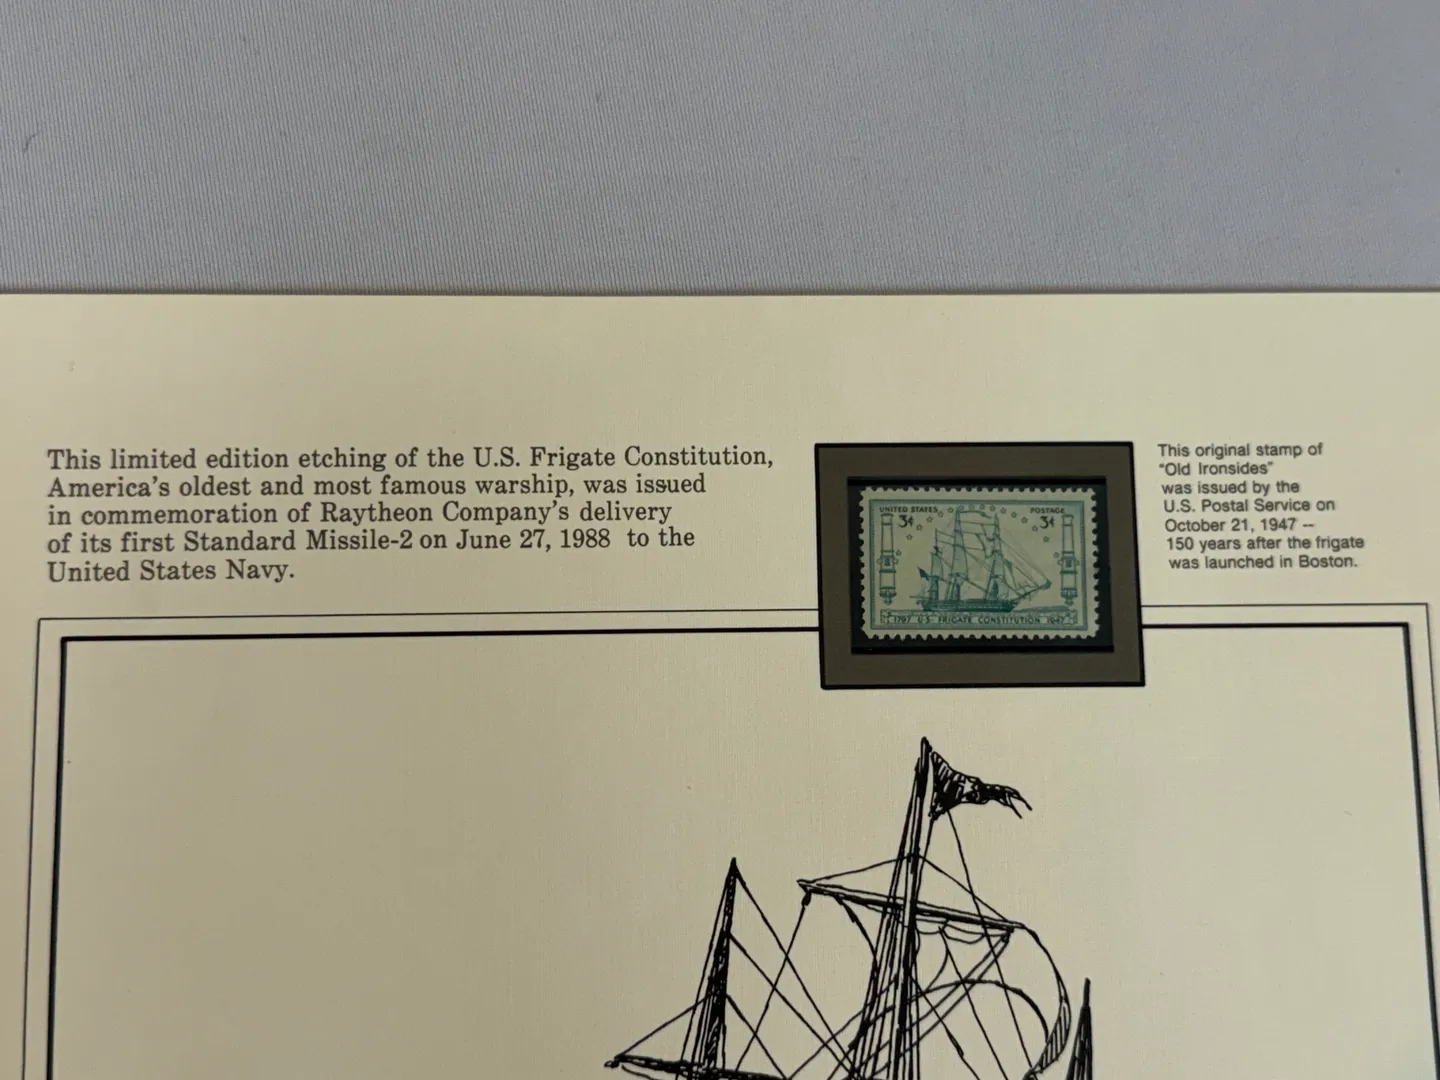 This limited edition etching of the U.S. Frigate Constitution,
America's oldest and most famous warship, was issued
in commemoration of Raytheon Company's delivery
of its first Standard Missile-2 on June 27, 1988 to the
United States Navy.
UNITED STATES POSTAGE
3¢ 3¢
1797 U.S. FRIGATE CONSTITUTION 1947
This original stamp of
"Old Ironsides"
was issued by the
U.S. Postal Service on
October 21, 1947 --
150 years after the frigate
was launched in Boston.